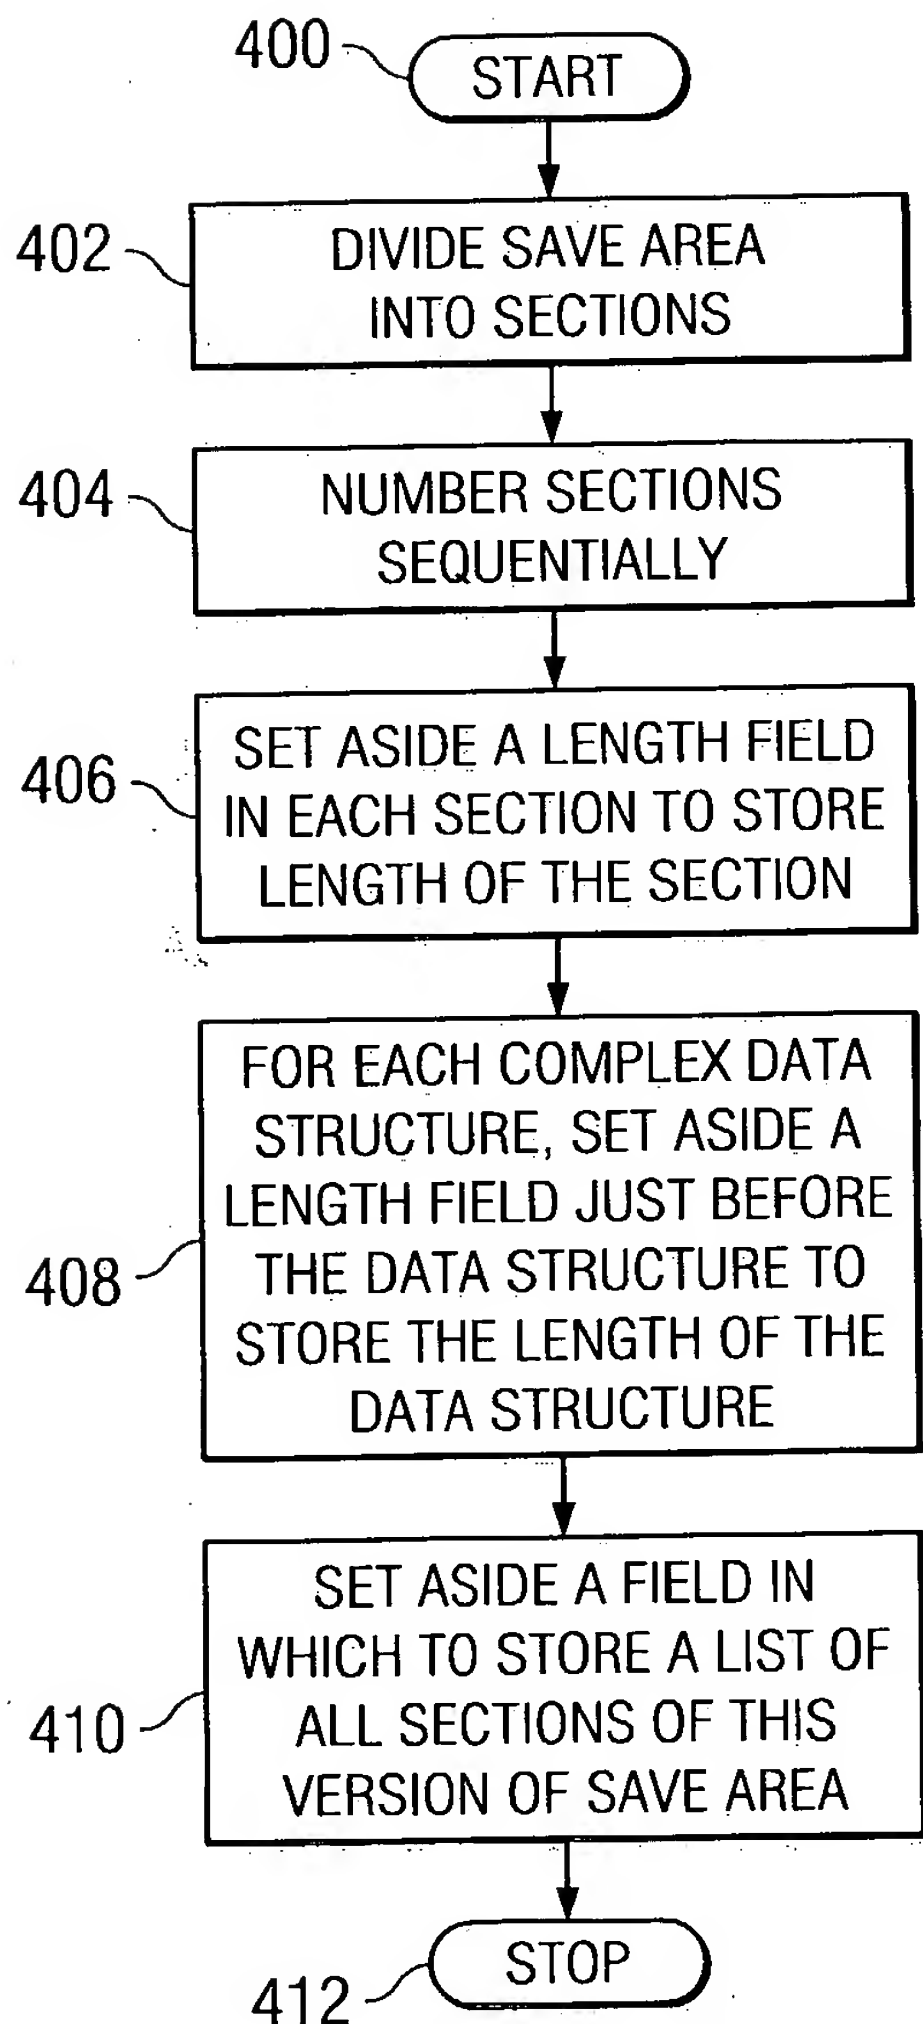 400
START
402
DIVIDE SAVE AREA
INTO SECTIONS
404
NUMBER SECTIONS
SEQUENTIALLY
406
SET ASIDE A LENGTH FIELD
IN EACH SECTION TO STORE
LENGTH OF THE SECTION
408
FOR EACH COMPLEX DATA
STRUCTURE, SET ASIDE A
LENGTH FIELD JUST BEFORE
THE DATA STRUCTURE TO
STORE THE LENGTH OF THE
DATA STRUCTURE
410
SET ASIDE A FIELD IN
WHICH TO STORE A LIST OF
ALL SECTIONS OF THIS
VERSION OF SAVE AREA
STOP
412